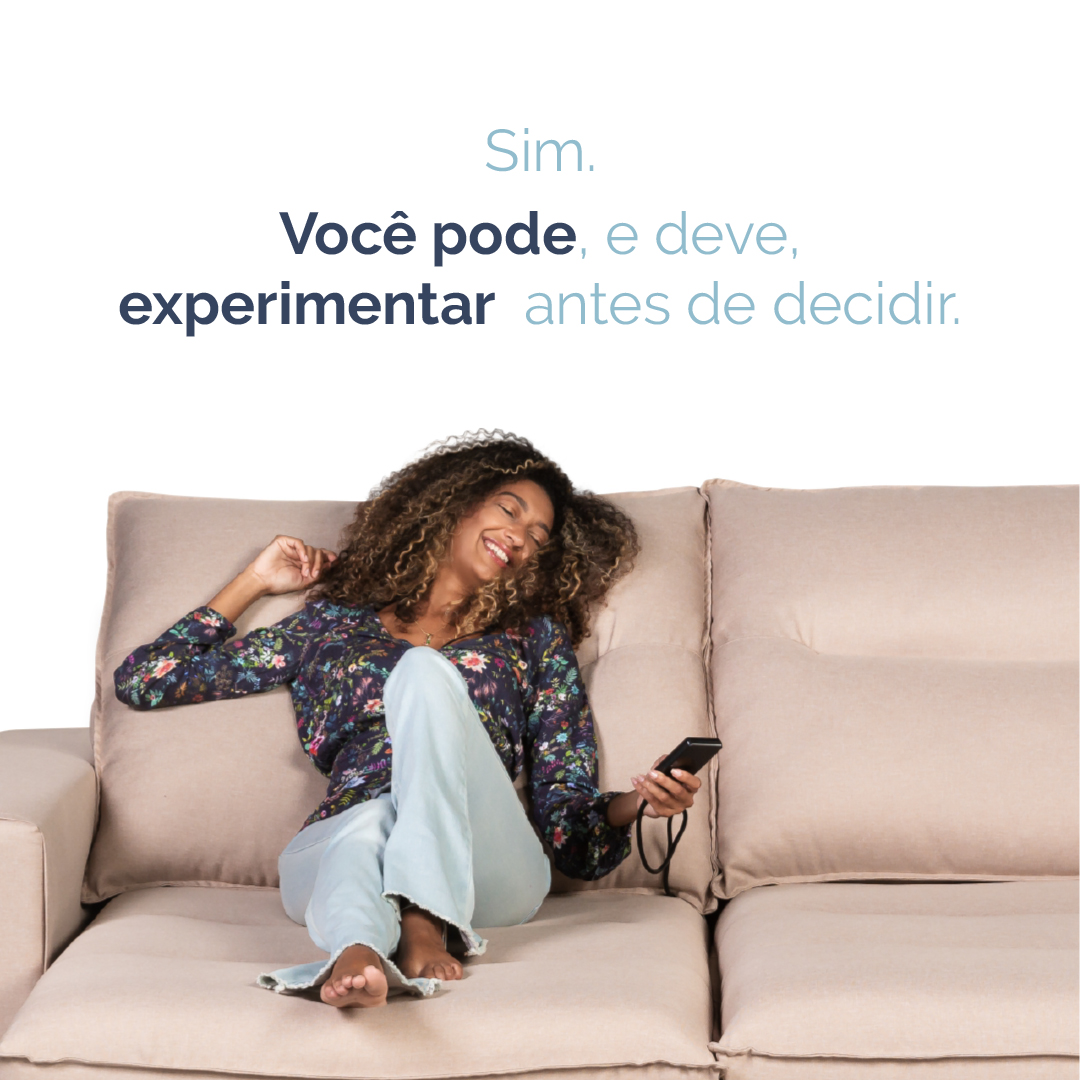 Sim.
Você pode, e deve,
experimentar antes de decidir.